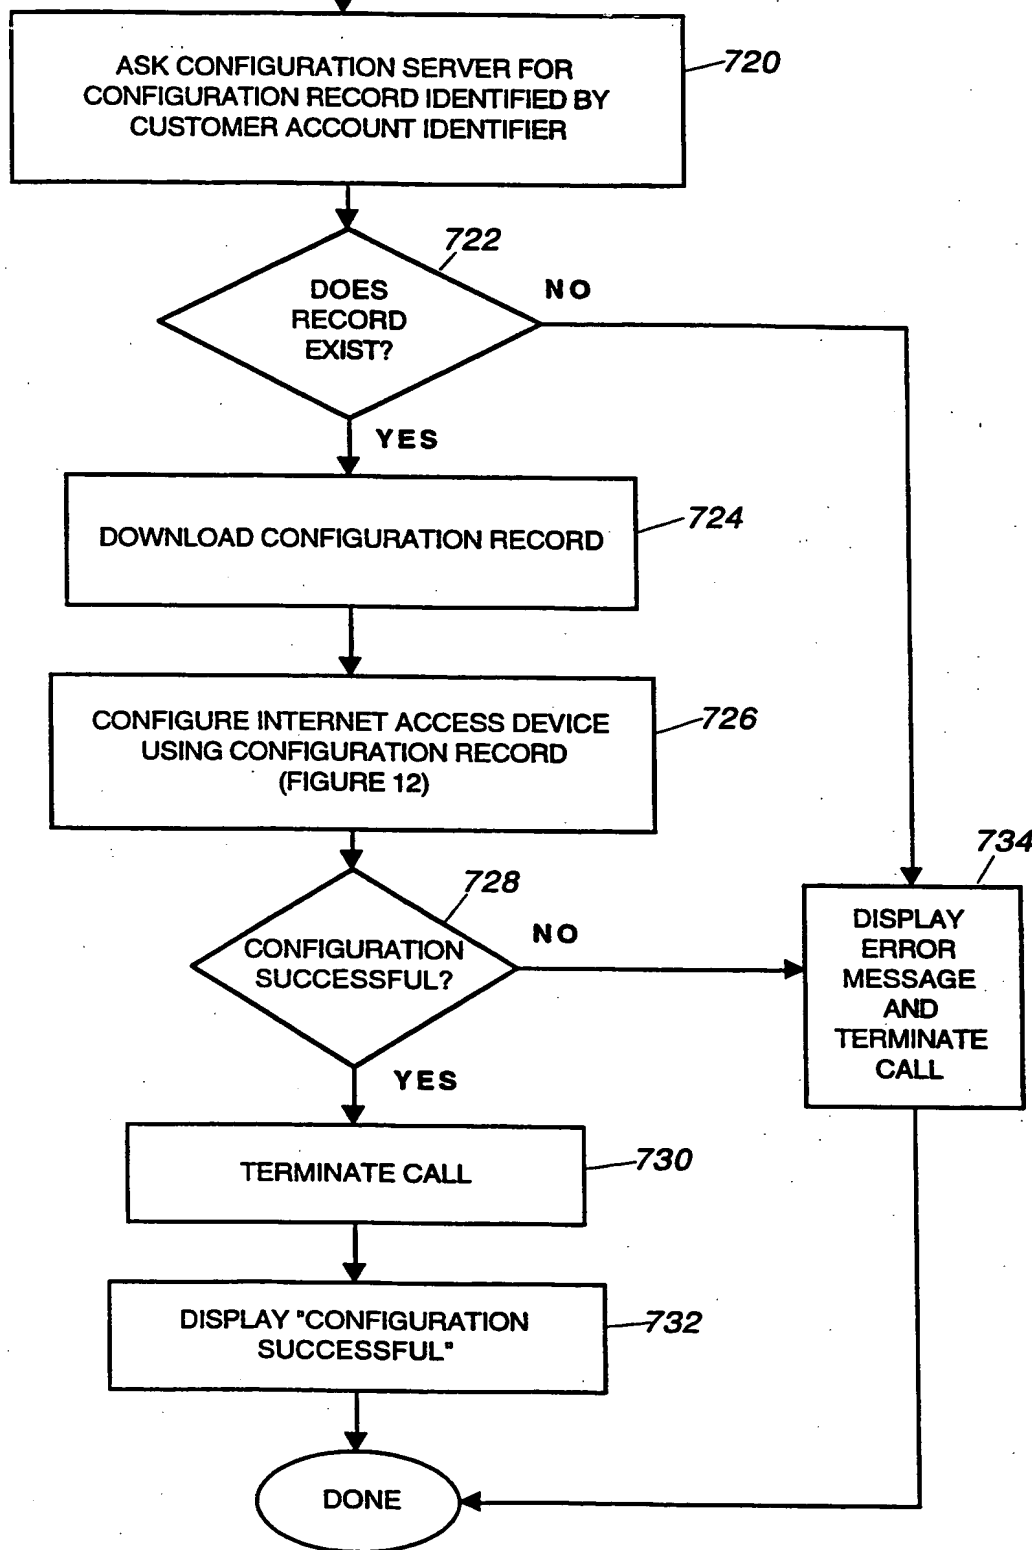 ASK CONFIGURATION SERVER FOR
CONFIGURATION RECORD IDENTIFIED BY
CUSTOMER ACCOUNT IDENTIFIER
720
722
DOES
RECORD
EXIST?
NO
YES
DOWNLOAD CONFIGURATION RECORD
724
CONFIGURE INTERNET ACCESS DEVICE
USING CONFIGURATION RECORD
(FIGURE 12)
726
728
CONFIGURATION
SUCCESSFUL?
NO
YES
734
DISPLAY
ERROR
MESSAGE
AND
TERMINATE
CALL
TERMINATE CALL
730
DISPLAY "CONFIGURATION
SUCCESSFUL"
732
DONE